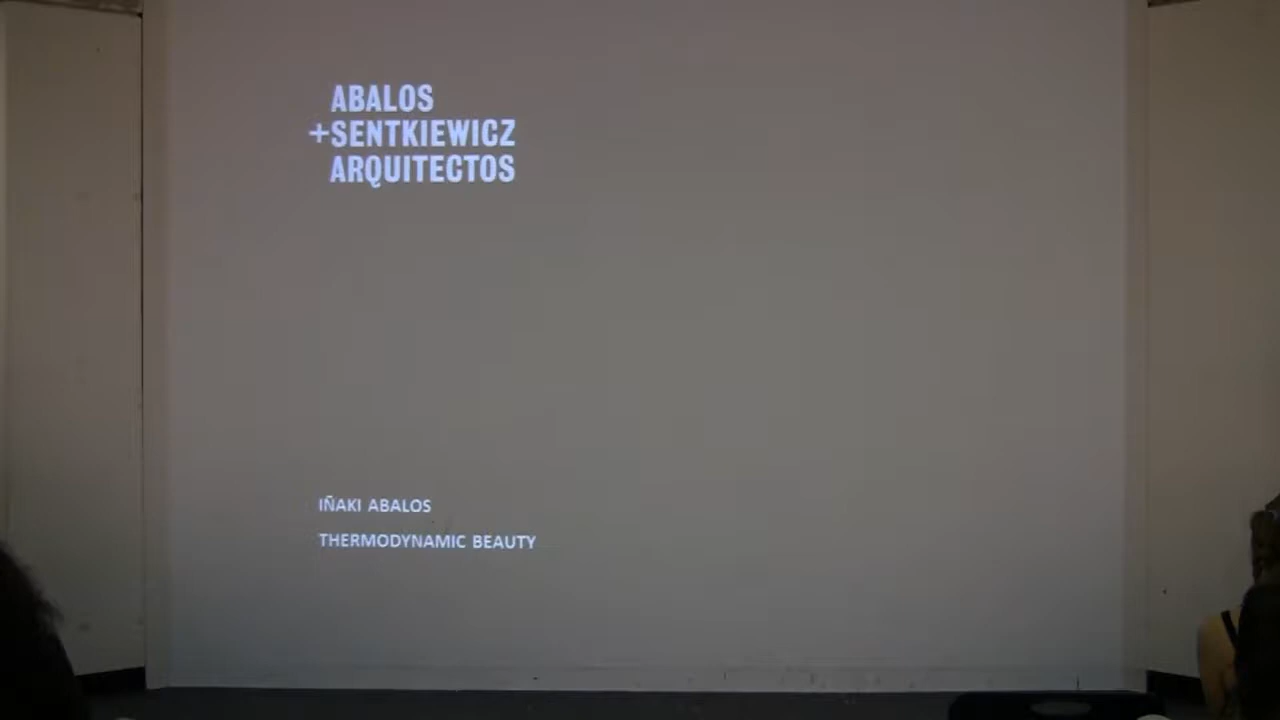 ABALOS
+SENTKIEWICZ
ARQUITECTOS
IÑAKI ABALOS
THERMODYNAMIC BEAUTY